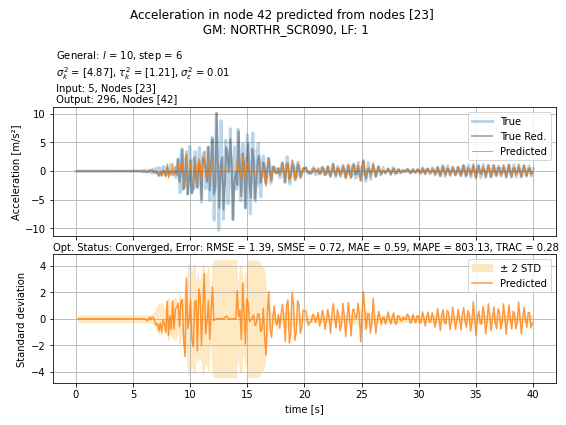 Acceleration in node 42 predicted from nodes [23]
GM: NORTHR_SCR090, LF: 1
General: l = 10, step = 6
σ²ₖ = [4.87], τ²ₖ = [1.21], σ²ε = 0.01
Input: 5, Nodes [23]
Output: 296, Nodes [42]
Acceleration [m/s²]
10
5
0
−5
−10
True
True Red.
Predicted
Opt. Status: Converged, Error: RMSE = 1.39, SMSE = 0.72, MAE = 0.59, MAPE = 803.13, TRAC = 0.28
Standard deviation
4
2
0
−2
−4
± 2 STD
Predicted
0 5 10 15 20 25 30 35 40
time [s]